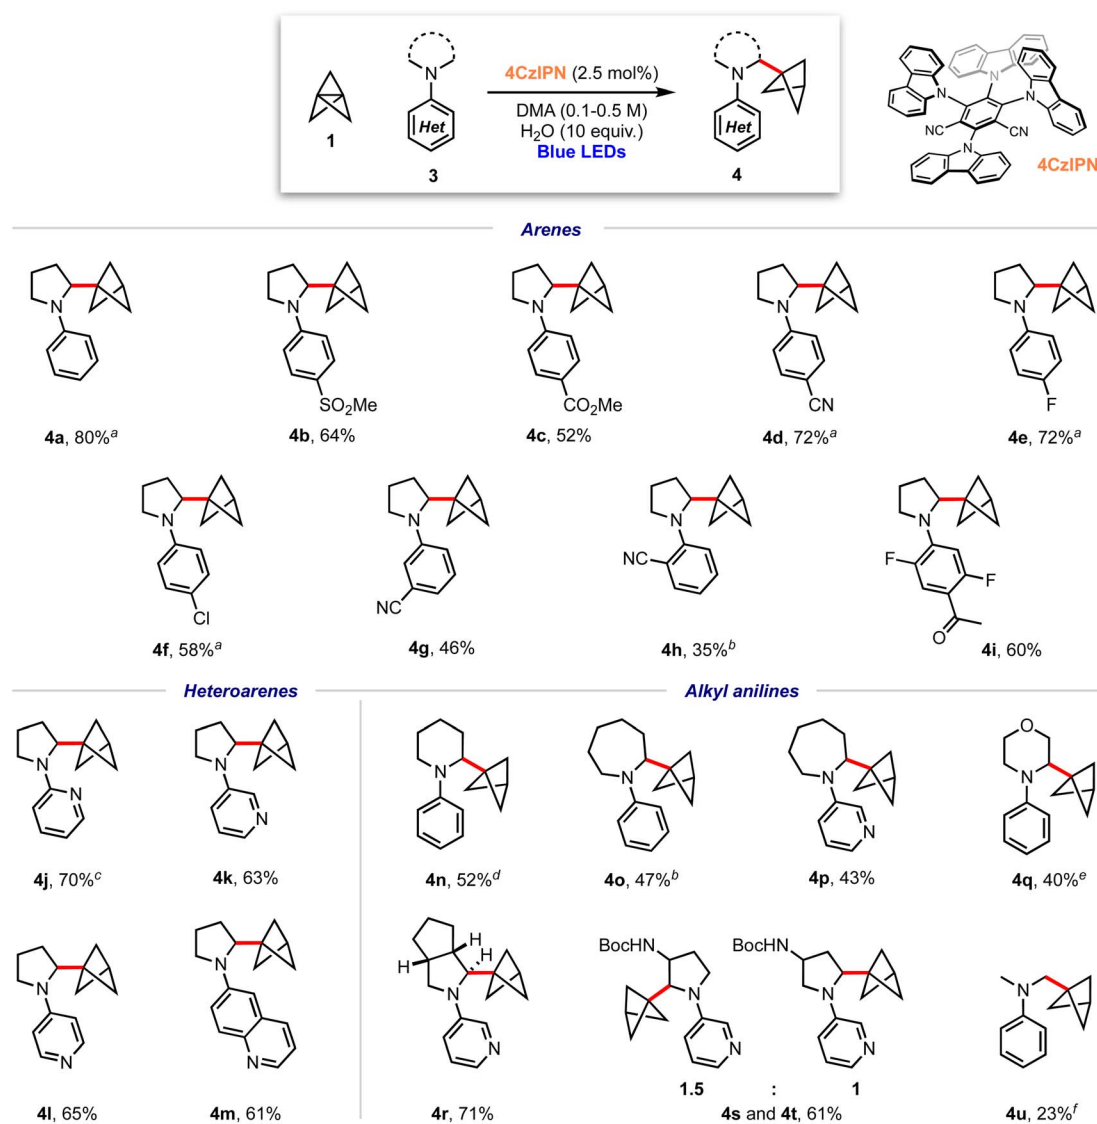 4CzIPN (2.5 mol%)
DMA (0.1-0.5 M)
H2O (10 equiv.)
Blue LEDs
1
N
Het
3
N
Het
4
N
N
N
NC
CN
N
4CzIPN
Arenes
N
SO2Me
4a, 80%a
4b, 64%
N
CO2Me
4c, 52%
N
CN
4d, 72%a
N
F
4e, 72%a
N
Cl
4f, 58%a
N
NC
4g, 46%
N
NC
4h, 35%b
N
F
F
O
4i, 60%
Heteroarenes
Alkyl anilines
N
N
4j, 70%c
N
N
4k, 63%
N
4n, 52%d
N
4o, 47%b
N
N
4p, 43%
O
N
4q, 40%e
N
N
4l, 65%
N
N
4m, 61%
H
H
H
N
N
4r, 71%
BocHN
N
N
BocHN
N
N
1.5 : 1
4s and 4t, 61%
N
4u, 23%f